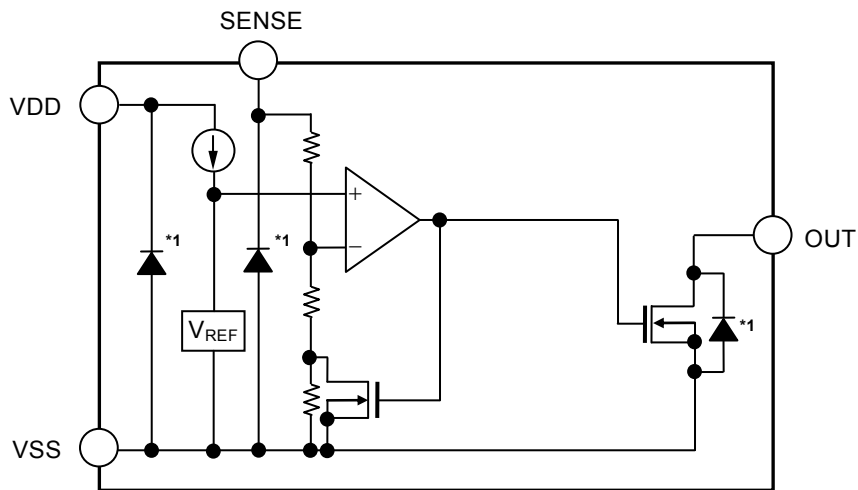 SENSE
VDD
*1
*1
+
−
OUT
*1
VREF
VSS